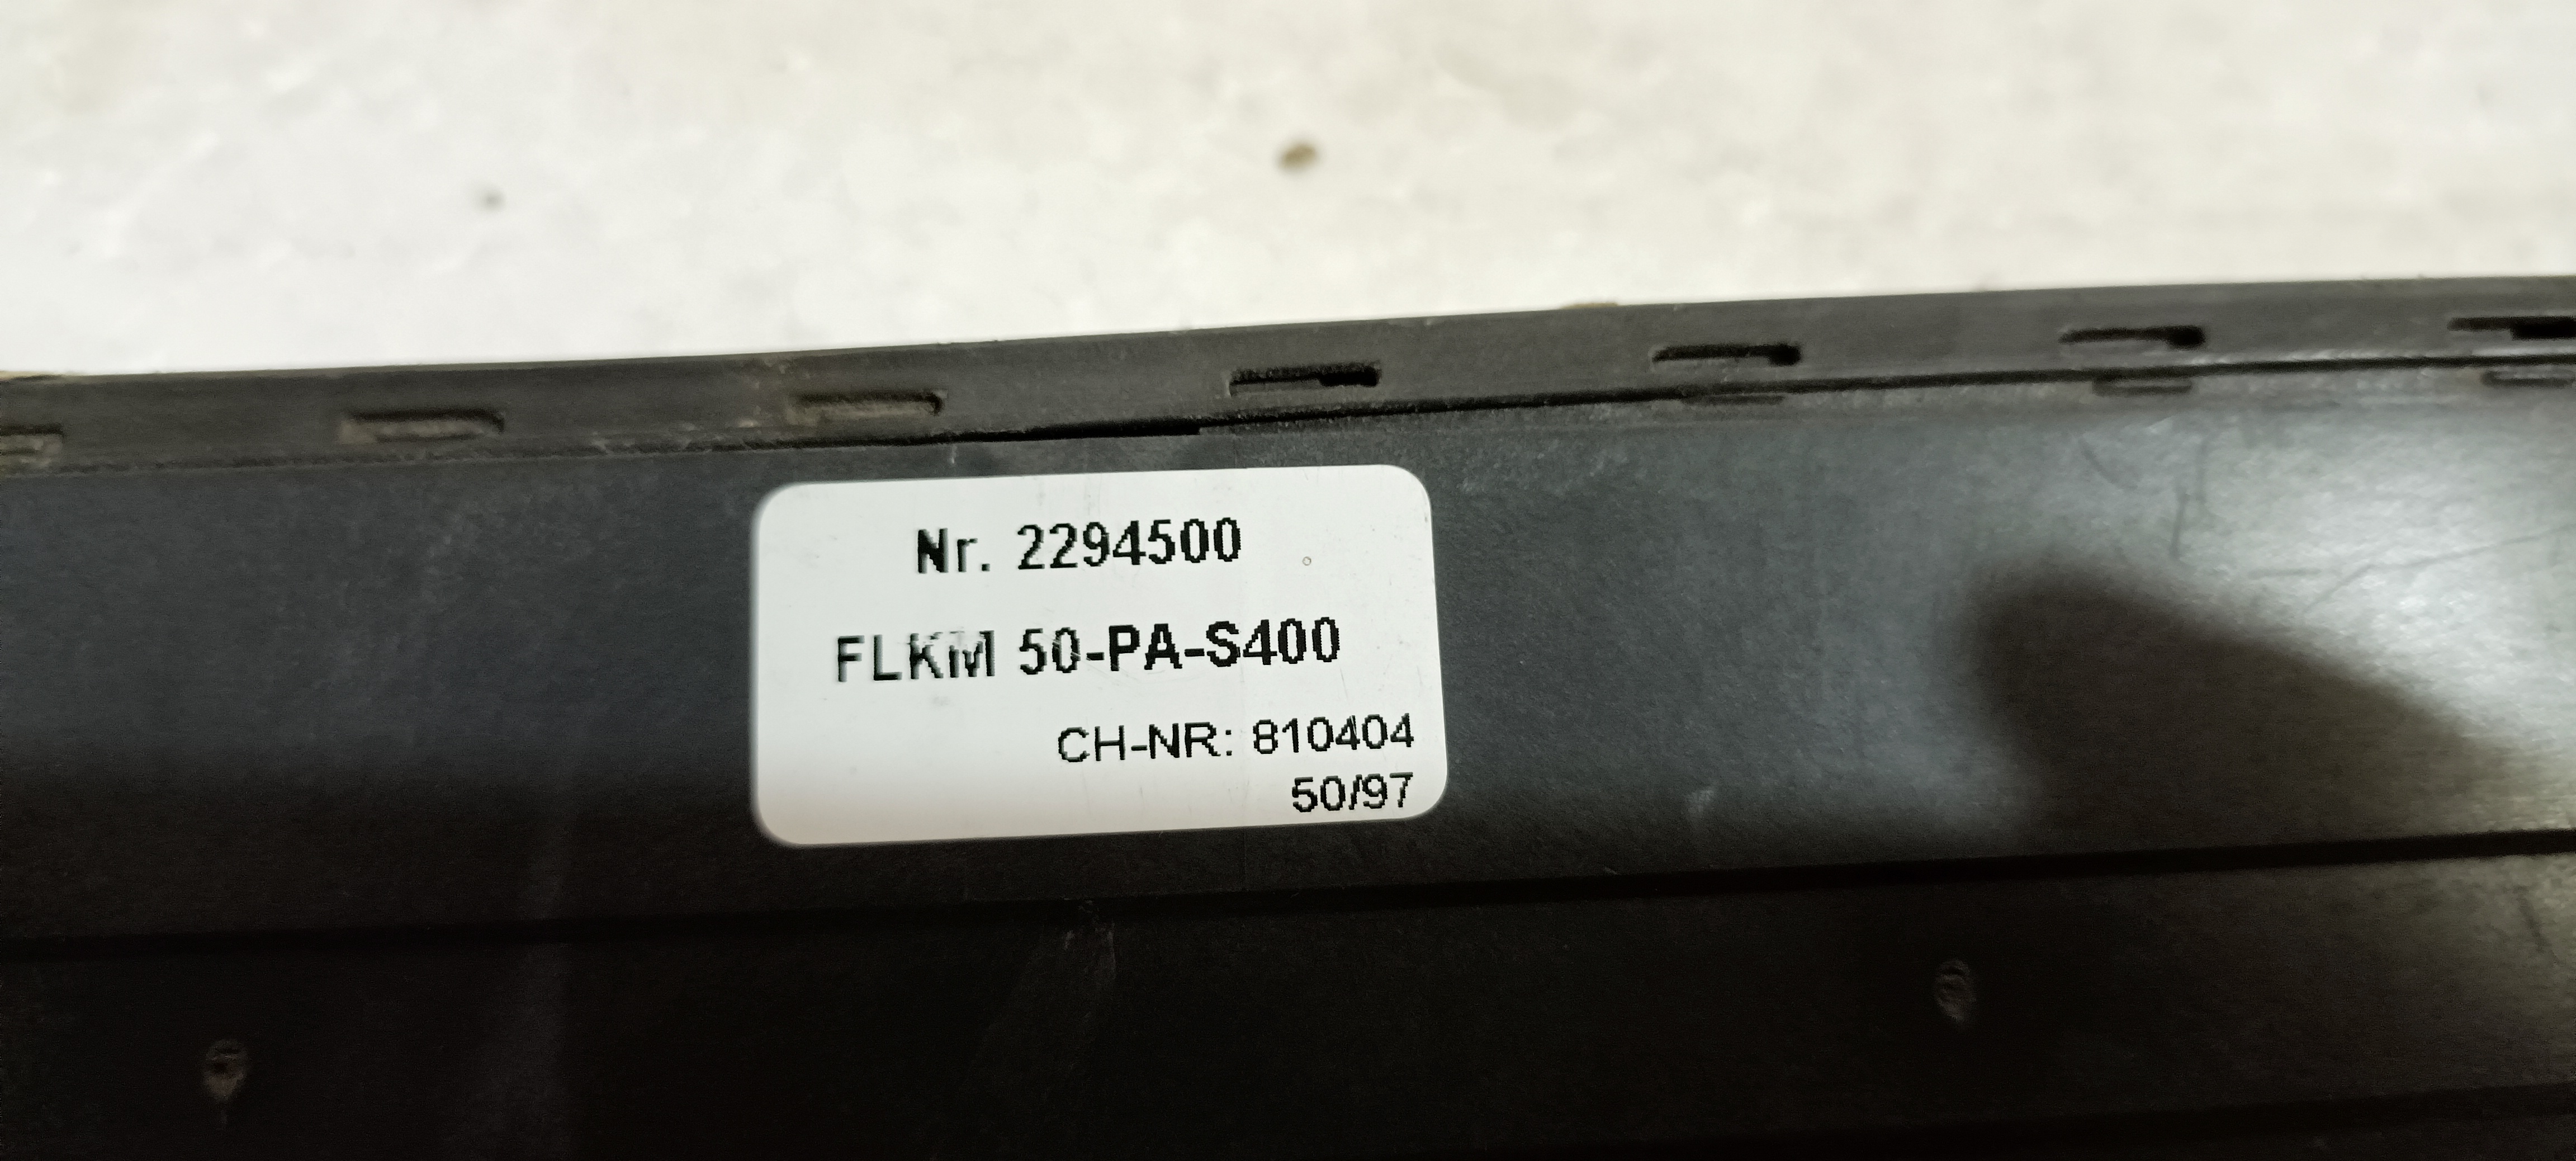 Nr. 2294500
FLKM 50-PA-S400
CH-NR: 810404
50/97